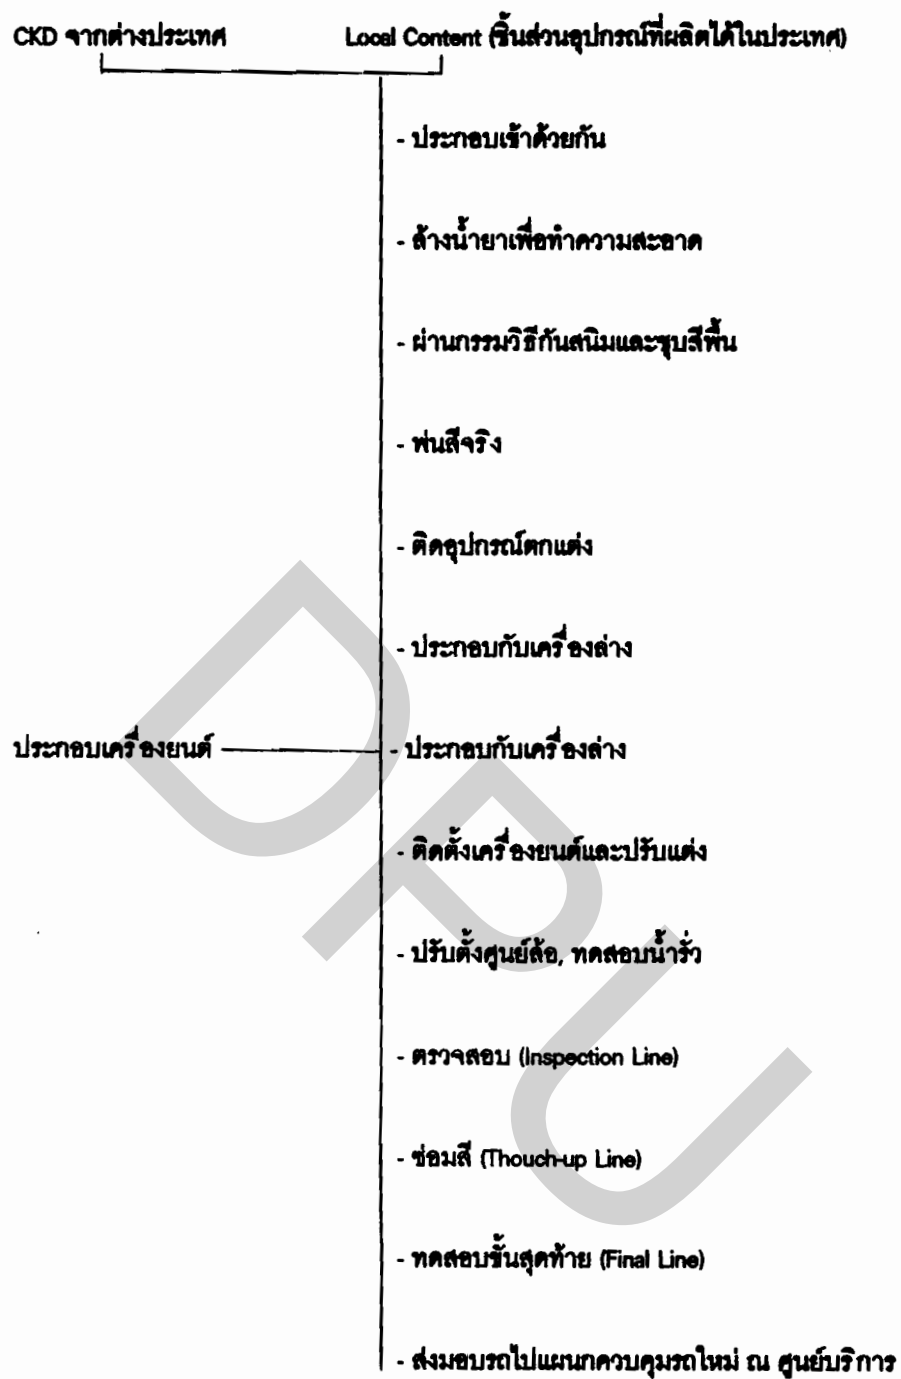 CKD จากต่างประเทศ Local Content (ชิ้นส่วนอุปกรณ์ที่ผลิตได้ในประเทศ)
- ประกอบเข้าด้วยกัน
- ล้างน้ำยาเพื่อทำความสะอาด
- ผ่านกรรมวิธีกันสนิมและชุบสีพื้น
- พ่นสีจริง
- ติดอุปกรณ์ตกแต่ง
- ประกอบกับเครื่องล่าง
ประกอบเครื่องยนต์ - ประกอบกับเครื่องล่าง
- ติดตั้งเครื่องยนต์และปรับแต่ง
- ปรับตั้งศูนย์ล้อ, ทดสอบน้ำรั่ว
- ตรวจสอบ (Inspection Line)
- ซ่อมสี (Thouch-up Line)
- ทดสอบขั้นสุดท้าย (Final Line)
- ส่งมอบรถไปแผนกควบคุมรถใหม่ ณ ศูนย์บริการ
DPU